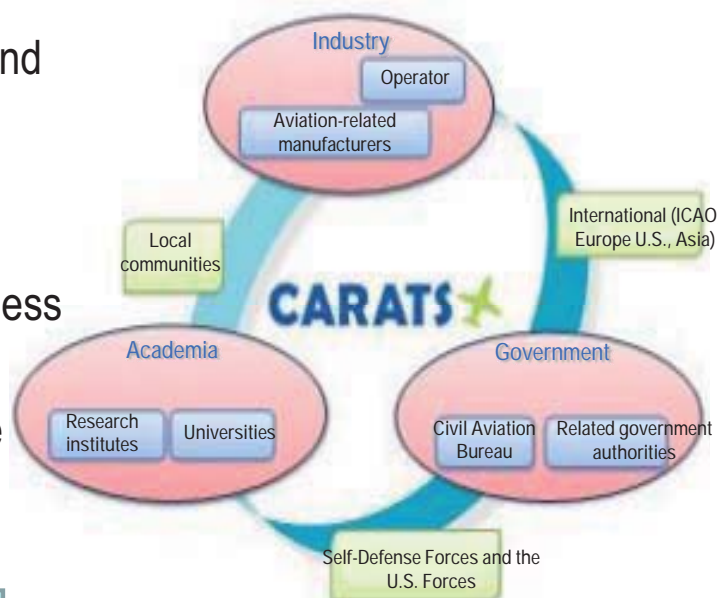 nd
Industry
Operator
Aviation-related
manufacturers
International (ICAO
Europe U.S., Asia)
Local
communities
ess
CARATS
Academia
Government
Research
institutes
Universities
Civil Aviation
Bureau
Related government
authorities
e
Self-Defense Forces and the
U.S. Forces